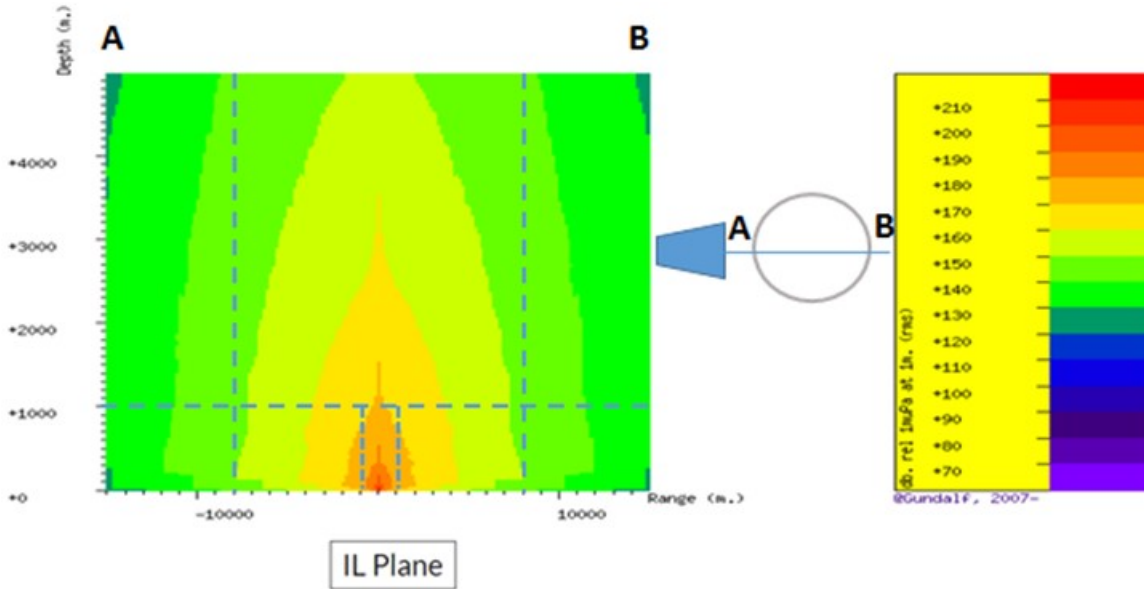 A
B
Depth (m.)
+4000
+3000
+2000
+1000
+0
-10000
10000
Range (m.)
IL Plane
A
B
+210
+200
+190
+180
+170
+160
+150
+140
+130
+120
+110
+100
+90
+80
+70
db. rel 1muPa at 1m. (rms)
@Gundalf, 2007-